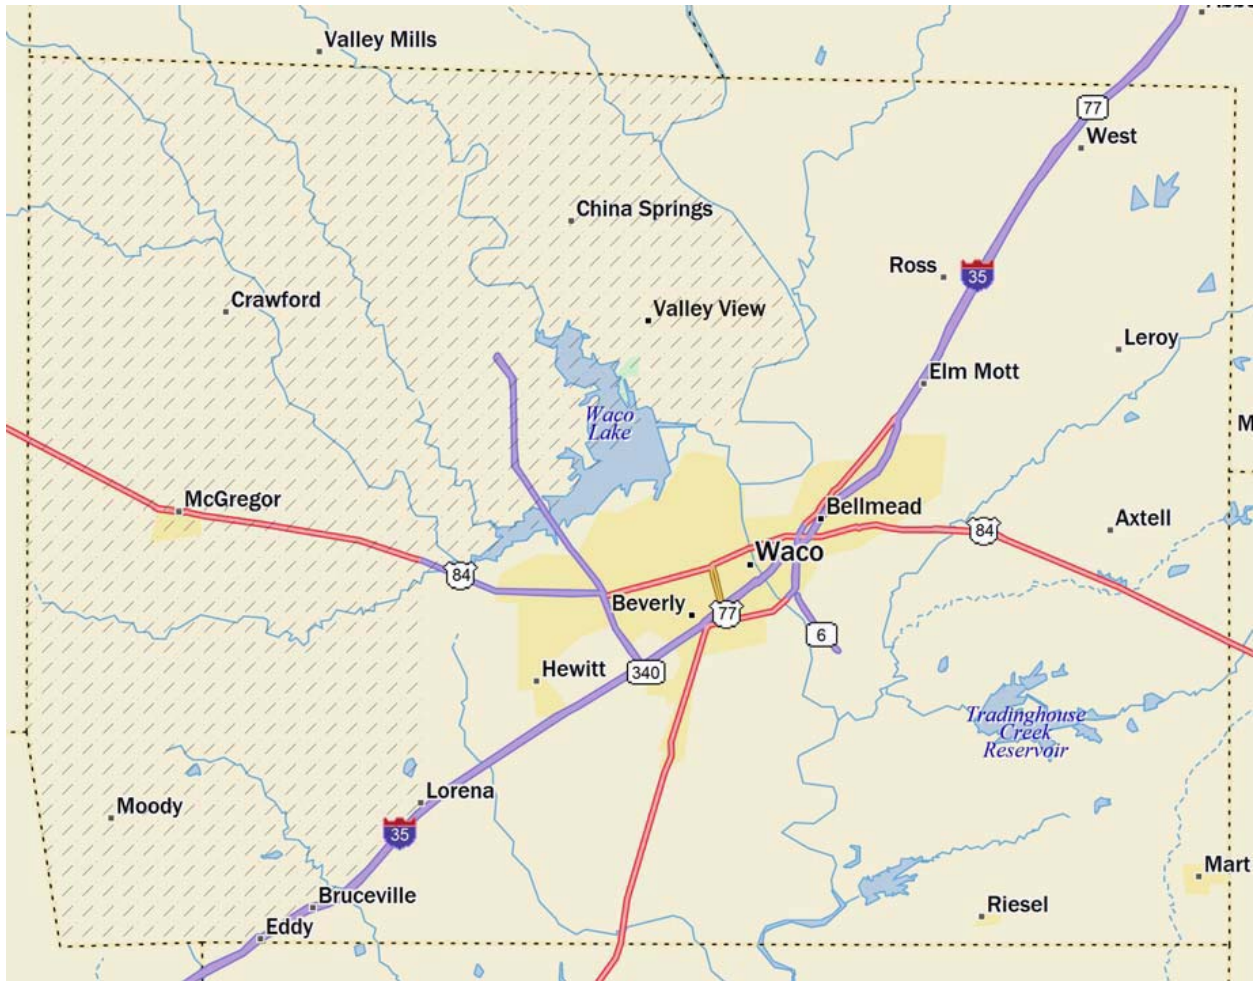 Valley Mills
77
West
China Springs
Ross
35
Crawford
Valley View
Leroy
Elm Mott
Waco
Lake
McGregor
Bellmead
Axtell
84
Waco
84
Beverly
77
6
Hewitt
340
Tradinghouse
Creek
Reservoir
Lorena
Moody
35
Mart
Bruceville
Riesel
Eddy